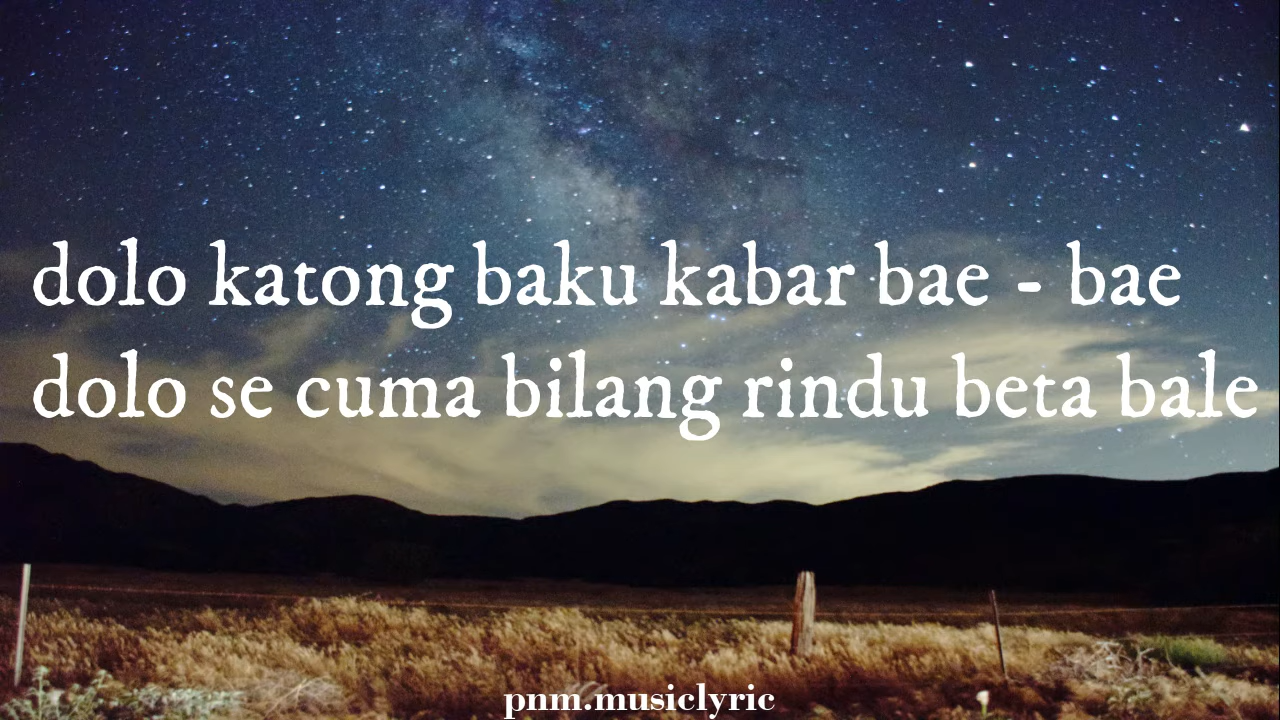 dolo katong baku kabar bae - bae
dolo se cuma bilang rindu beta bale
pnm.musiclyric